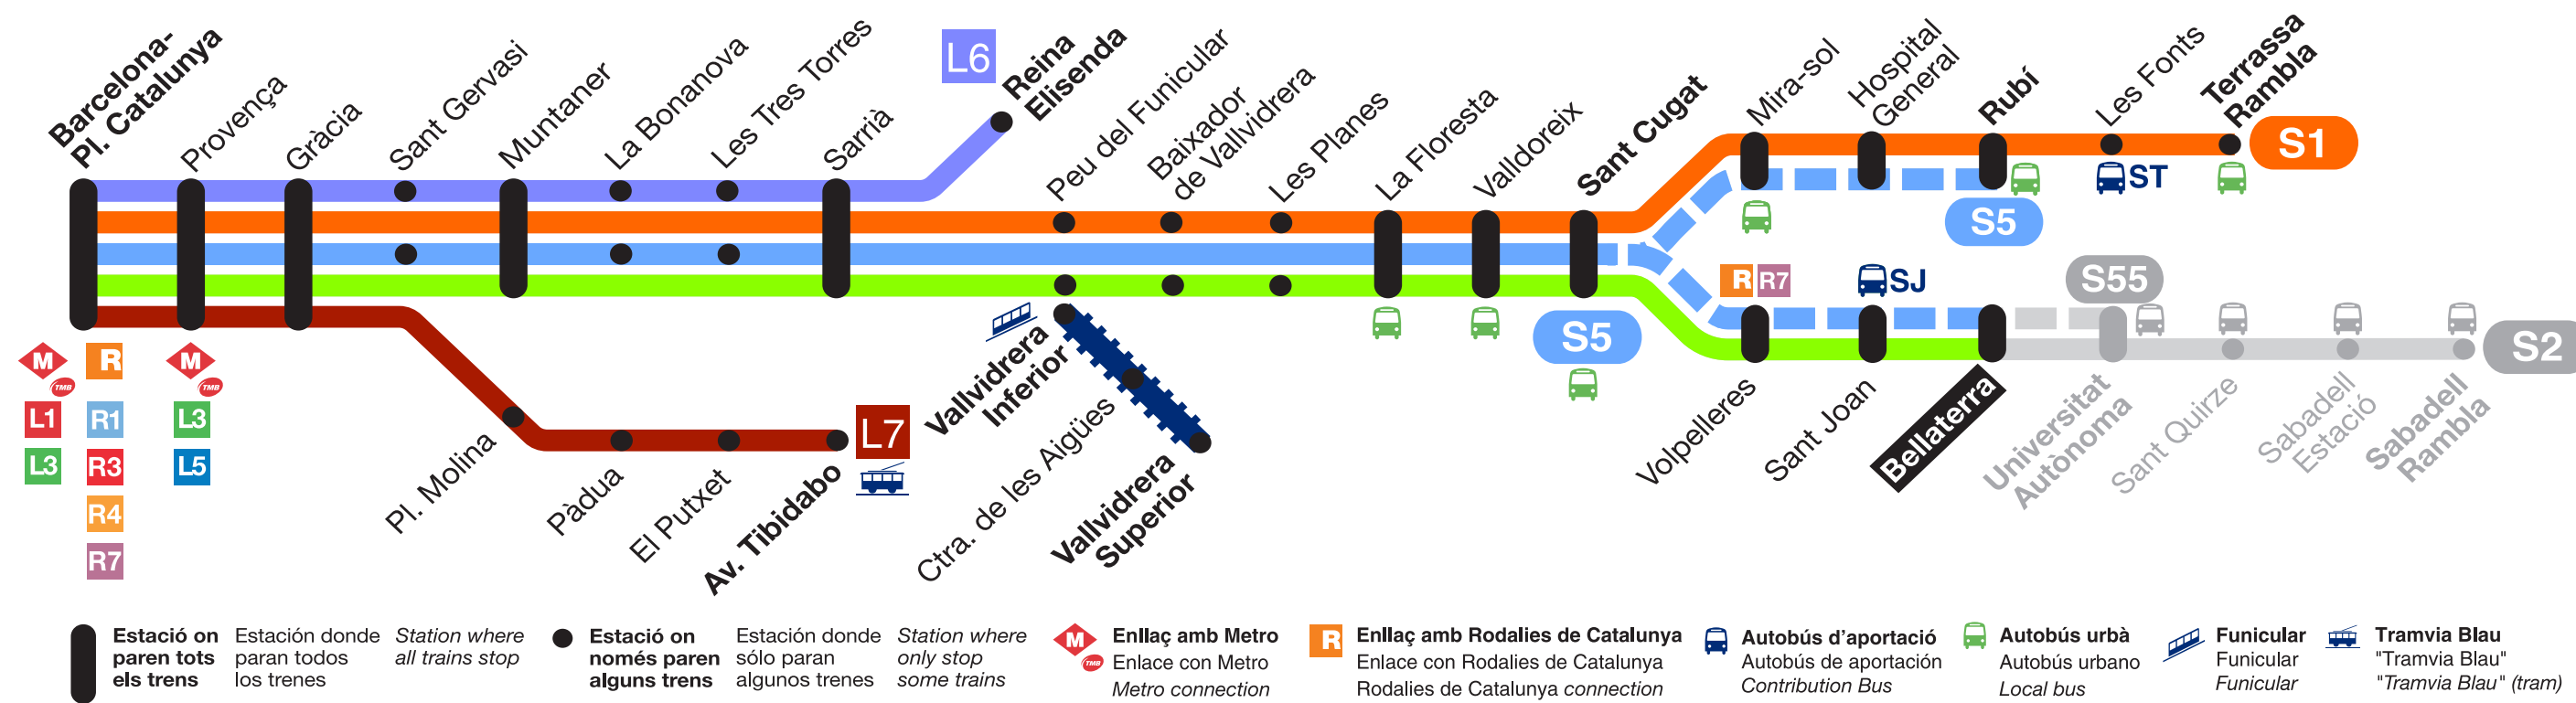 Barcelona-
Pl. Catalunya
Provença
Gràcia
Sant Gervasi
Muntaner
La Bonanova
Les Tres Torres
Sarrià
L6
Reina
Elisenda
Peu del Funicular
Baixador
de Vallvidrera
Les Planes
La Floresta
Valldoreix
Sant Cugat
Mira-sol
Hospital
General
Rubí
Les Fonts
Terrassa
Rambla
S1
ST
S5
R R7
SJ
S55
S5
S2
M
TMB
L1
L3
R
R1
R3
R4
R7
M
TMB
L3
L5
Pl. Molina
Pàdua
El Putxet
Av. Tibidabo
L7
Vallvidrera
Inferior
Ctra. de les Aigües
Vallvidrera
Superior
Volpelleres
Sant Joan
Bellaterra
Universitat
Autònoma
Sant Quirze
Sabadell
Estació
Sabadell
Rambla
Estació on
paren tots
els trens
Estación donde
paran todos
los trenes
Station where
all trains stop
Estació on
només paren
alguns trens
Estación donde
sólo paran
algunos trenes
Station where
only stop
some trains
M
TMB
Enllaç amb Metro
Enlace con Metro
Metro connection
R
Enllaç amb Rodalies de Catalunya
Enlace con Rodalies de Catalunya
Rodalies de Catalunya connection
Autobús d'aportació
Autobús de aportación
Contribution Bus
Autobús urbà
Autobús urbano
Local bus
Funicular
Funicular
Funicular
Tramvia Blau
"Tramvia Blau"
"Tramvia Blau" (tram)